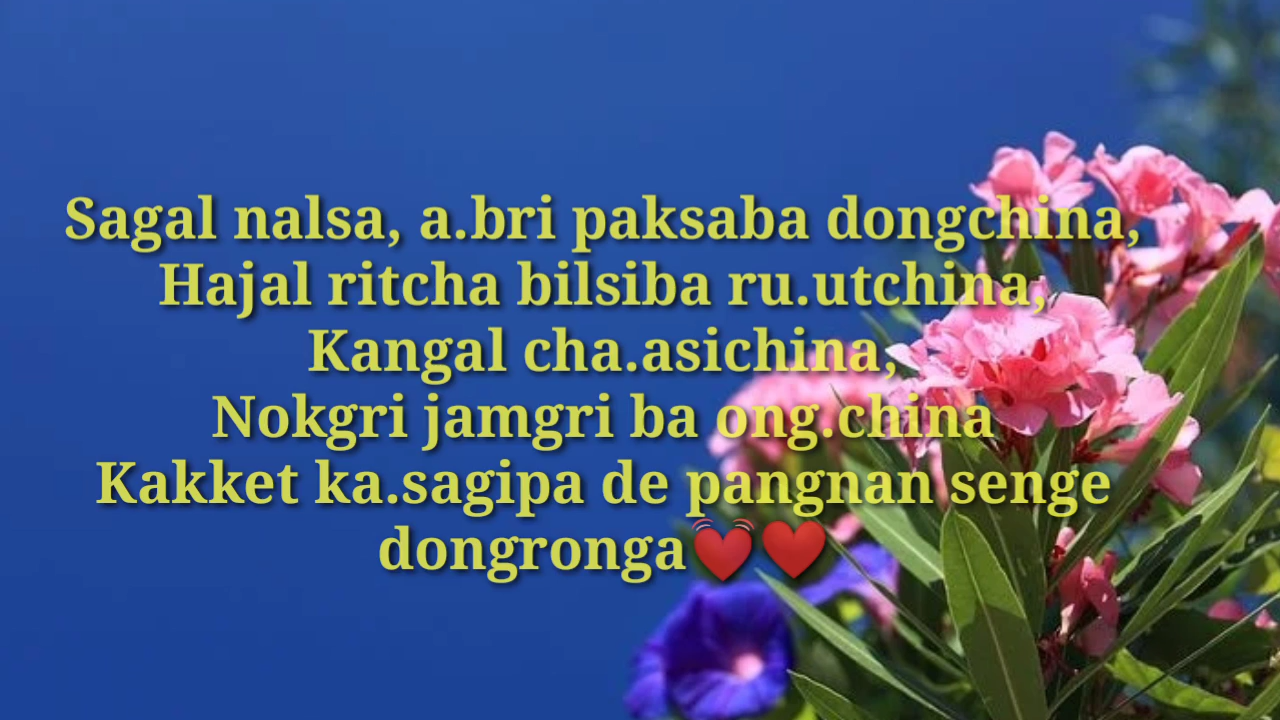 Sagal nalsa, a.bri paksaba dongchina,
Hajal ritcha bilsiba ru.utchina,
Kangal cha.asichina,
Nokgri jamgri ba ong.china
Kakket ka.sagipa de pangnan senge
dongronga💓❤️